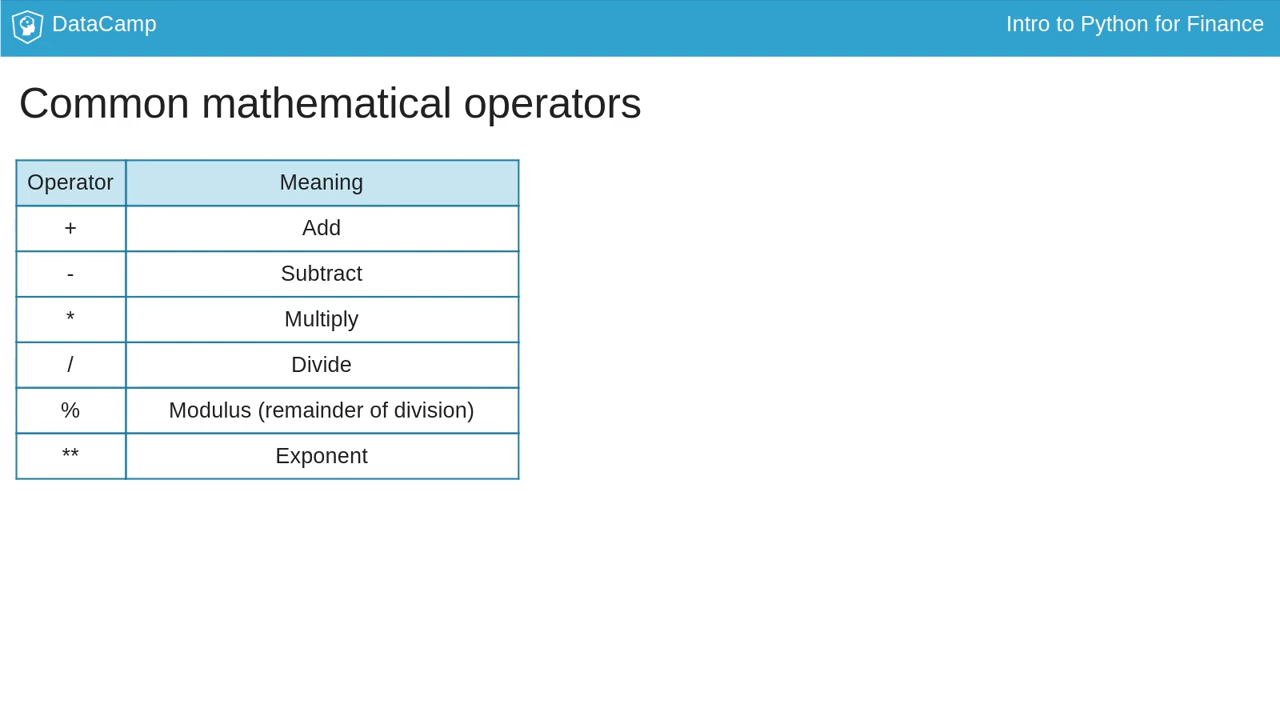 DataCamp
Intro to Python for Finance
Common mathematical operators
Operator Meaning
+ Add
- Subtract
* Multiply
/ Divide
% Modulus (remainder of division)
** Exponent